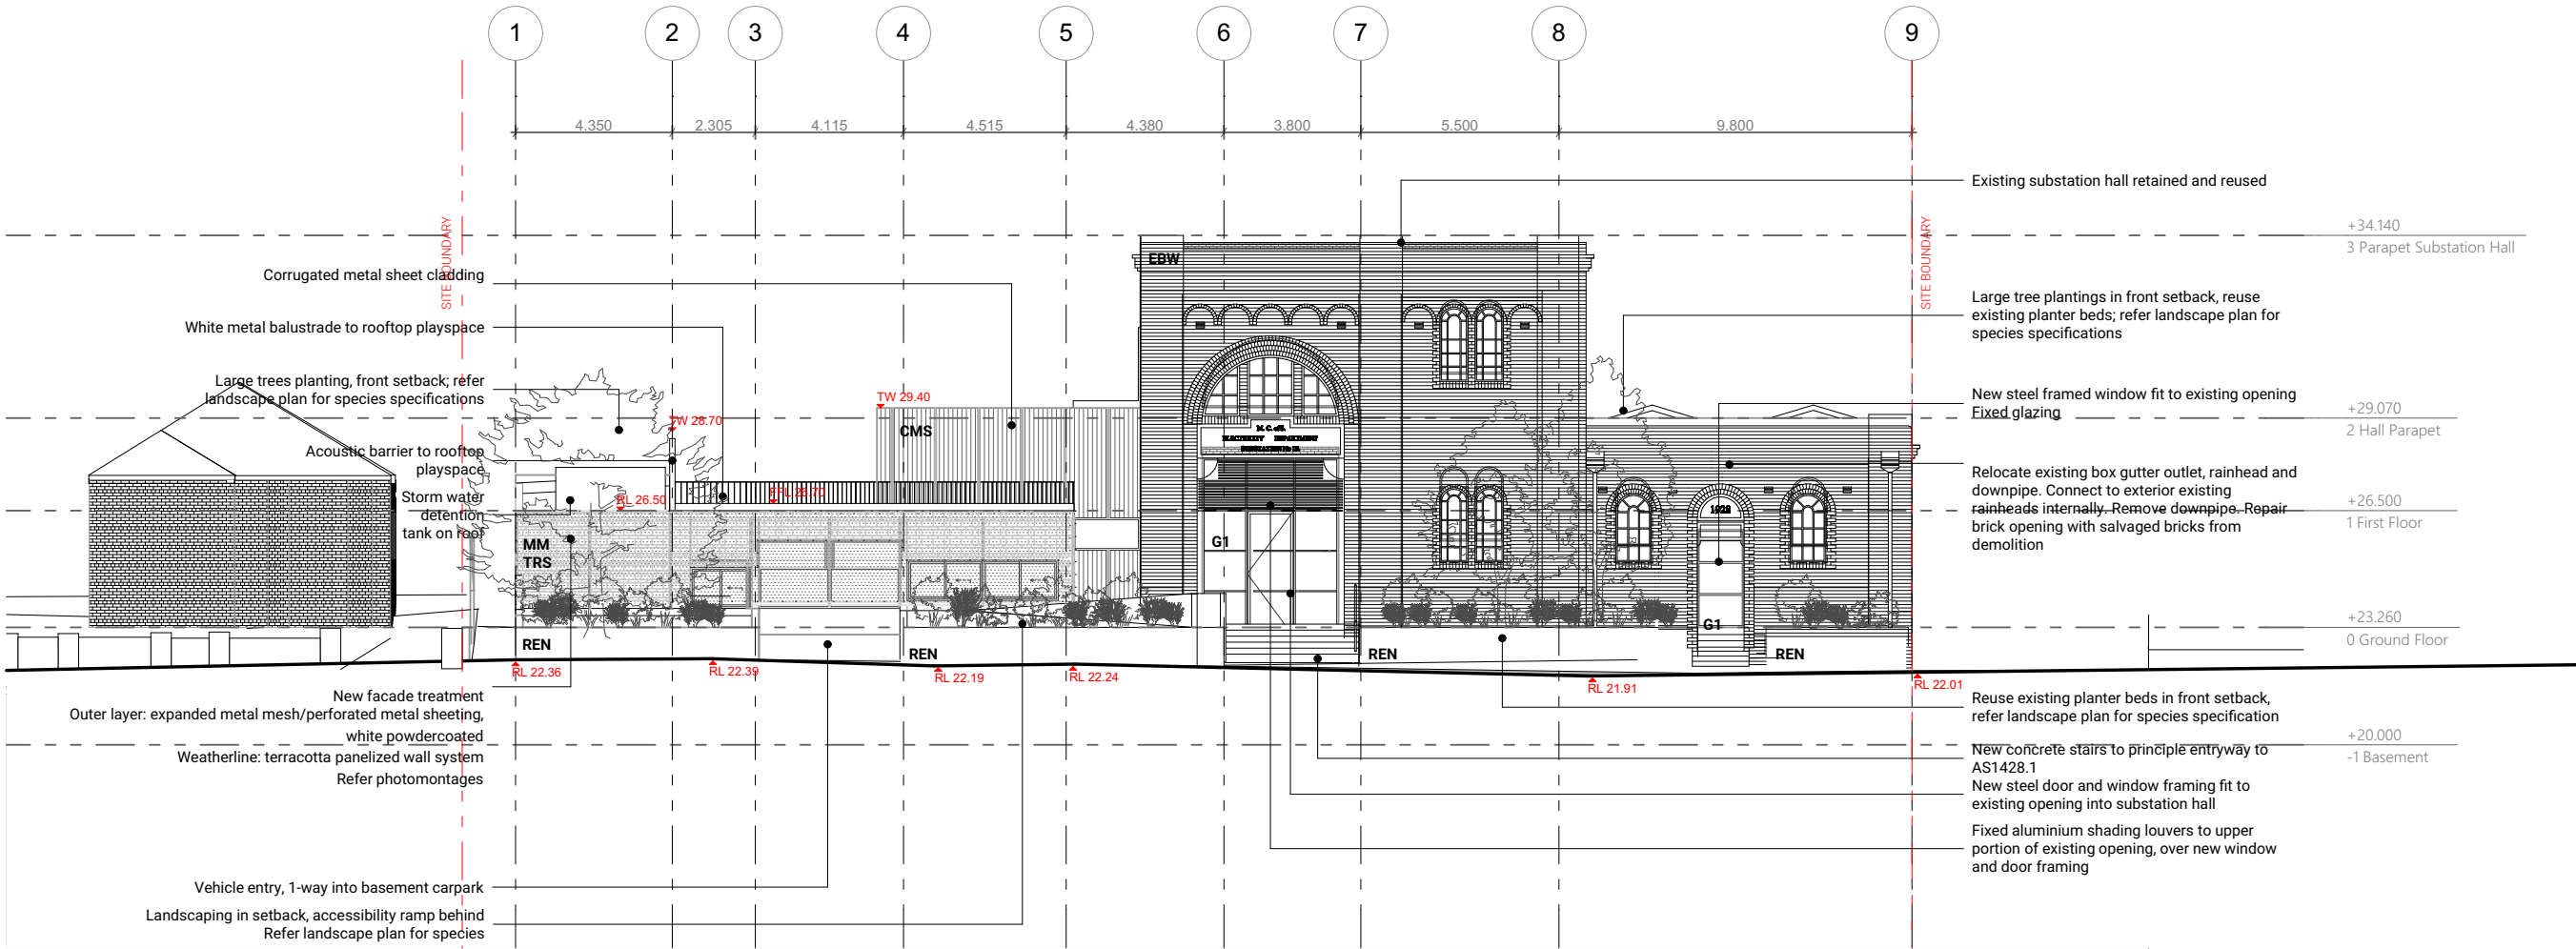 1 2 3 4 5 6 7 8 9
4.350 2.305 4.115 4.515 4.380 3.800 5.500 9.800
SITE BOUNDARY
SITE BOUNDARY
Corrugated metal sheet cladding
White metal balustrade to rooftop playspace
Large trees planting, front setback; refer
landscape plan for species specifications
Acoustic barrier to rooftop
playspace
Storm water
detention
tank on roof
New facade treatment
Outer layer: expanded metal mesh/perforated metal sheeting,
white powdercoated
Weatherline: terracotta panelized wall system
Refer photomontages
Vehicle entry, 1-way into basement carpark
Landscaping in setback, accessibility ramp behind
Refer landscape plan for species
TW 28.70
TW 29.40
RL 26.50
FFL 26.70
CMS
EBW
MM
TRS
G1
G1
1928
M. C. of S.
ELECTRICITY DEPARTMENT
REN
REN
REN
REN
RL 22.36
RL 22.39
RL 22.19
RL 22.24
RL 21.91
RL 22.01
Existing substation hall retained and reused
Large tree plantings in front setback, reuse
existing planter beds; refer landscape plan for
species specifications
New steel framed window fit to existing opening
Fixed glazing
Relocate existing box gutter outlet, rainhead and
downpipe. Connect to exterior existing
rainheads internally. Remove downpipe. Repair
brick opening with salvaged bricks from
demolition
Reuse existing planter beds in front setback,
refer landscape plan for species specification
New concrete stairs to principle entryway to
AS1428.1
New steel door and window framing fit to
existing opening into substation hall
Fixed aluminium shading louvers to upper
portion of existing opening, over new window
and door framing
+34.140
3 Parapet Substation Hall
+29.070
2 Hall Parapet
+26.500
1 First Floor
+23.260
0 Ground Floor
+20.000
-1 Basement